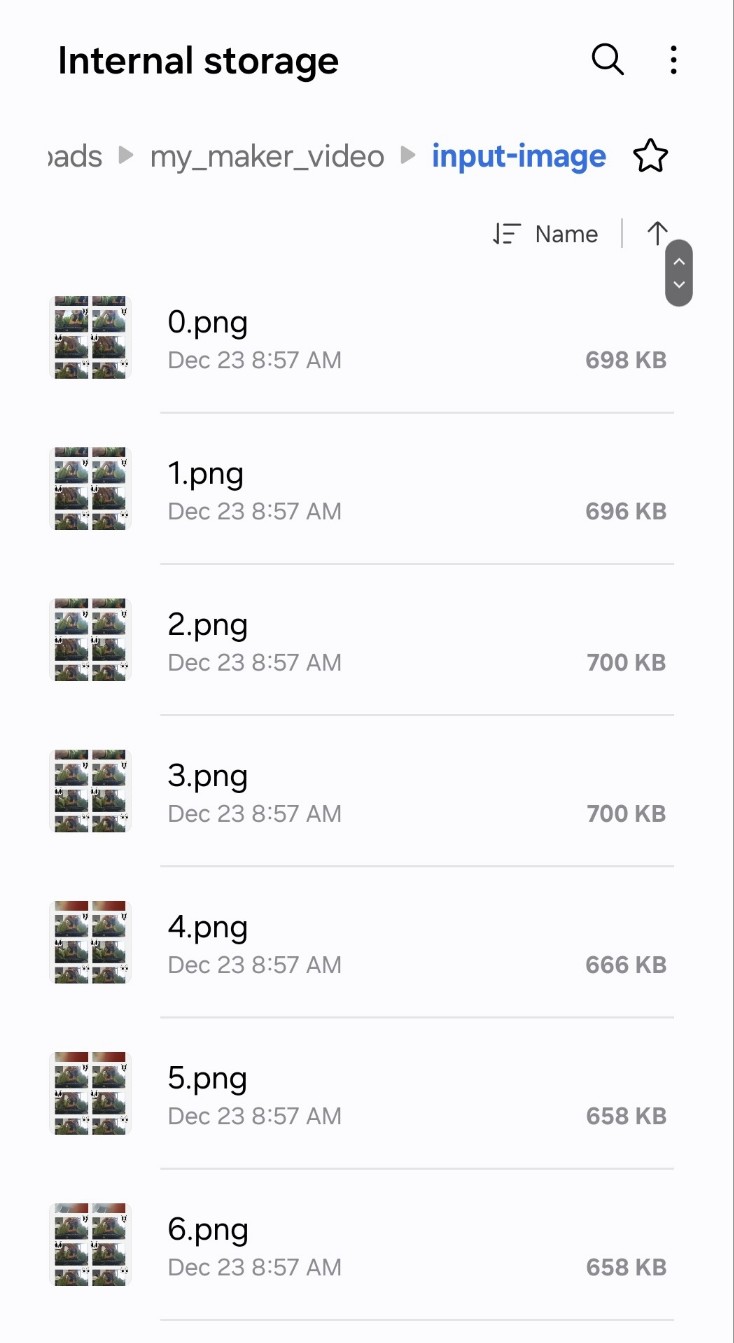 Internal storage
oads ▶ my_maker_video ▶ input-image
Name
0.png
Dec 23 8:57 AM 698 KB
1.png
Dec 23 8:57 AM 696 KB
2.png
Dec 23 8:57 AM 700 KB
3.png
Dec 23 8:57 AM 700 KB
4.png
Dec 23 8:57 AM 666 KB
5.png
Dec 23 8:57 AM 658 KB
6.png
Dec 23 8:57 AM 658 KB